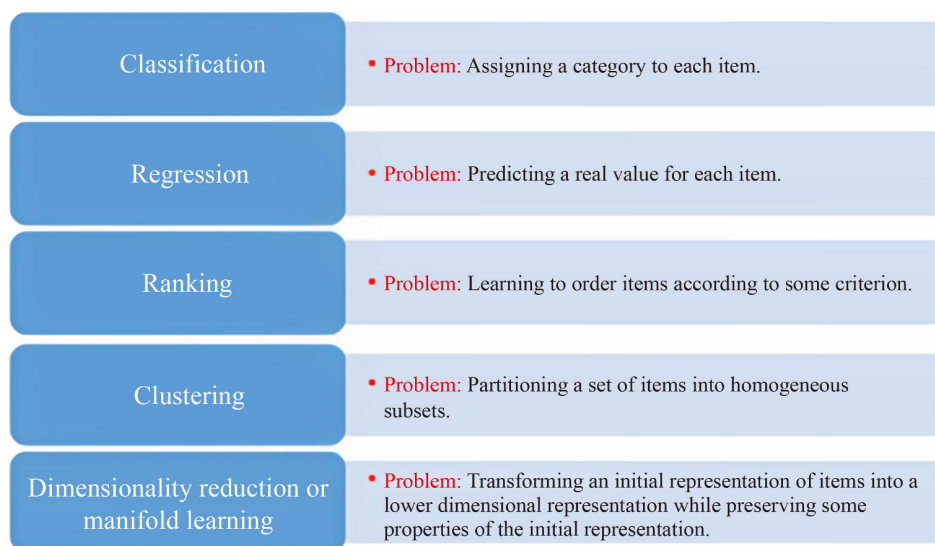 Classification
• Problem: Assigning a category to each item.
Regression
• Problem: Predicting a real value for each item.
Ranking
• Problem: Learning to order items according to some criterion.
Clustering
• Problem: Partitioning a set of items into homogeneous
subsets.
Dimensionality reduction or
manifold learning
• Problem: Transforming an initial representation of items into a
lower dimensional representation while preserving some
properties of the initial representation.